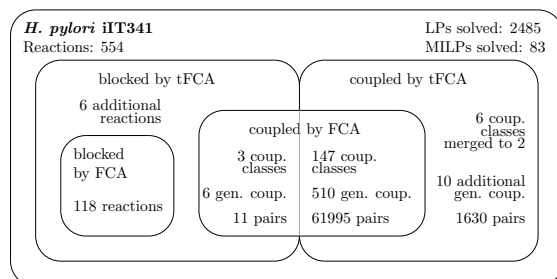 H. pylori iIT341
Reactions: 554
LPs solved: 2485
MILPs solved: 83
blocked by tFCA
6 additional
reactions
blocked
by FCA
118 reactions
coupled by FCA
3 coup.
classes
6 gen. coup.
11 pairs
147 coup.
classes
510 gen. coup.
61995 pairs
coupled by tFCA
6 coup.
classes
merged to 2
10 additional
gen. coup.
1630 pairs